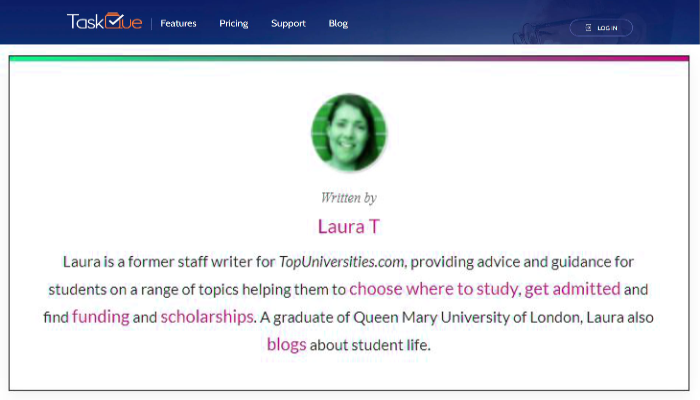 TaskQue
Features Pricing Support Blog LOG IN
Written by
Laura T
Laura is a former staff writer for TopUniversities.com, providing advice and guidance for
students on a range of topics helping them to choose where to study, get admitted and
find funding and scholarships. A graduate of Queen Mary University of London, Laura also
blogs about student life.